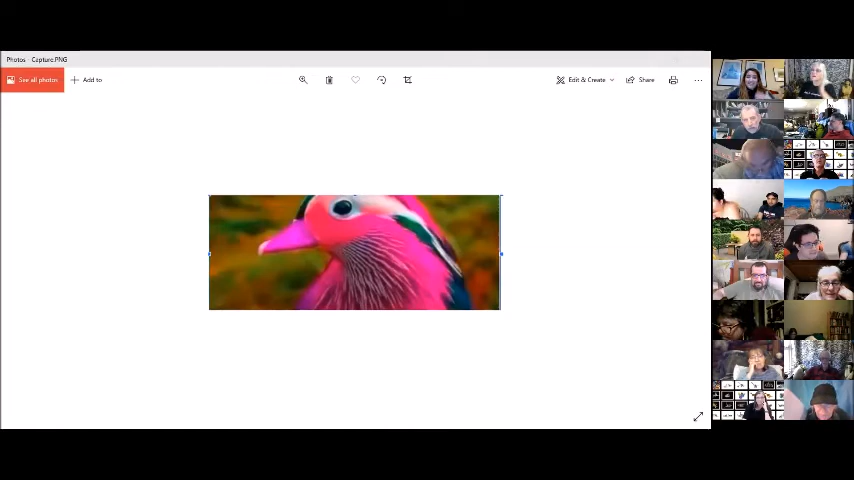 Photos - Capture.PNG
See all photos
Add to
Edit & Create
Share